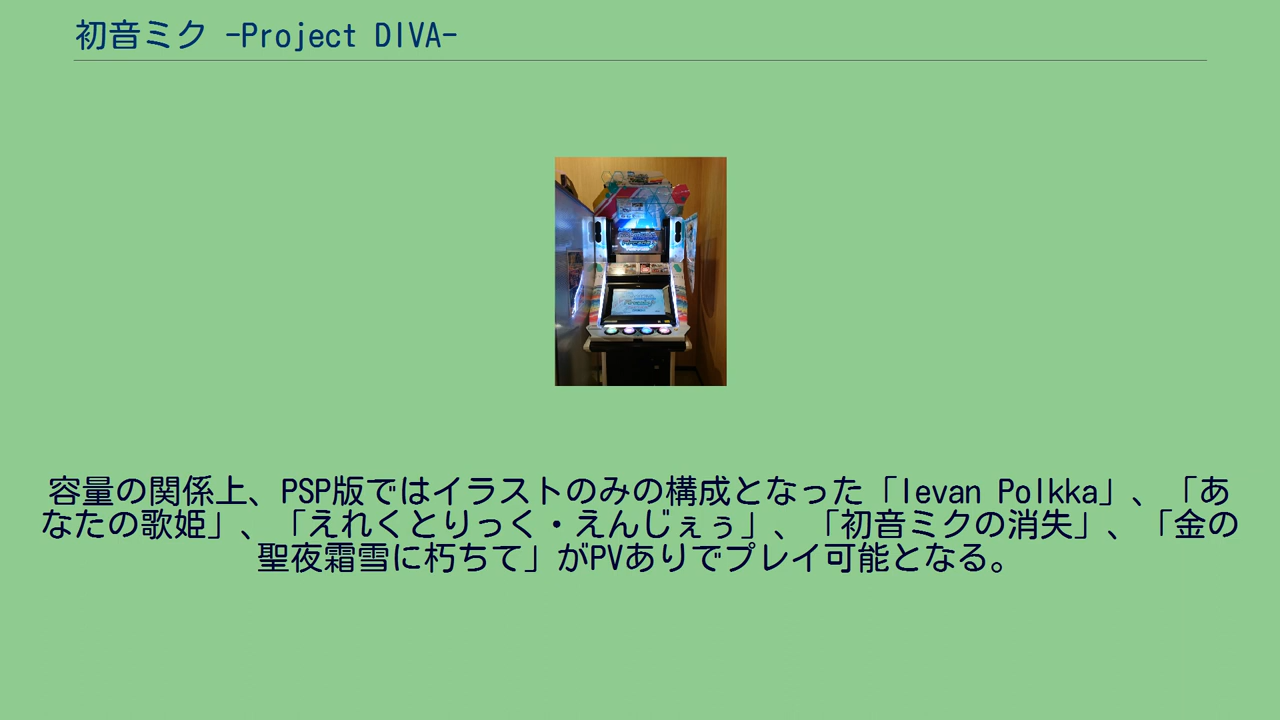 初音ミク -Project DIVA-
容量の関係上、PSP版ではイラストのみの構成となった「Ievan Polkka」、「あ
なたの歌姫」、「えれくとりっく・えんじぇぅ」、「初音ミクの消失」、「金の
聖夜霜雪に朽ちて」がPVありでプレイ可能となる。